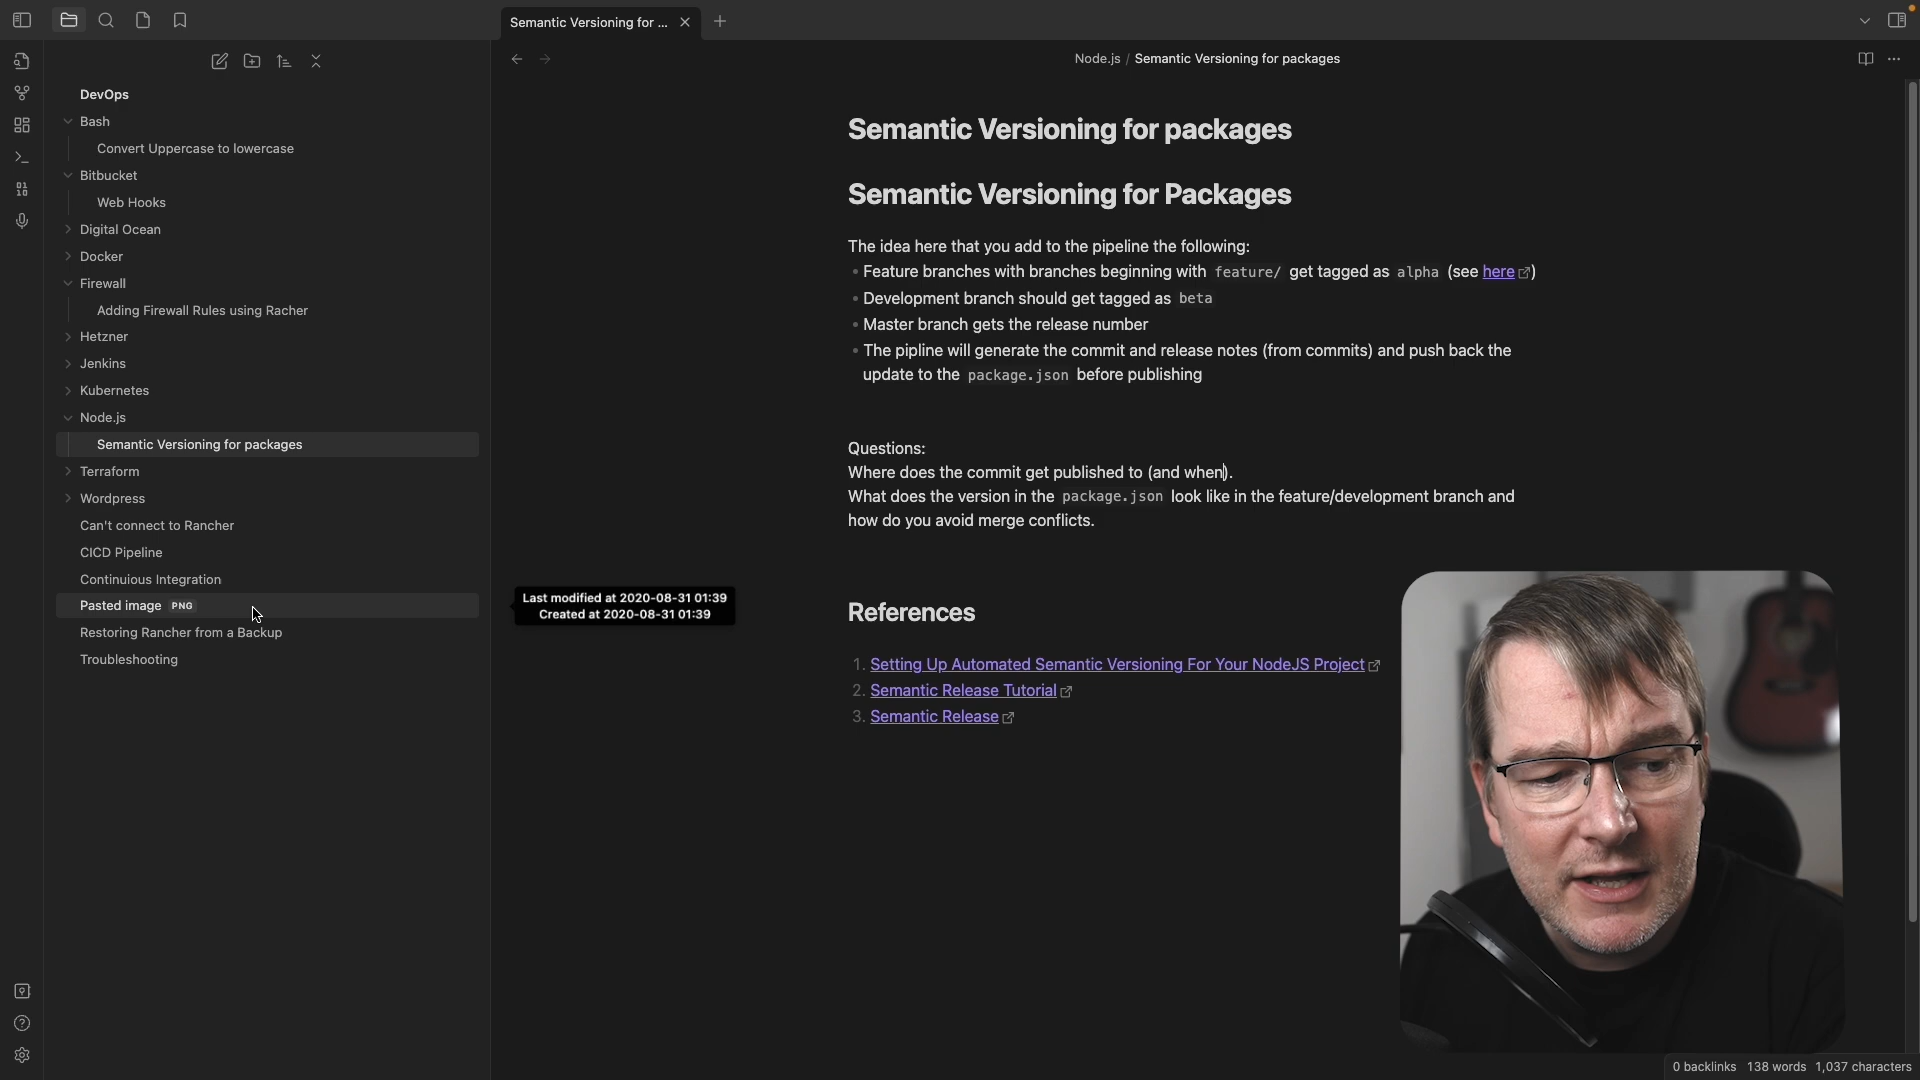 Semantic Versioning for ...
Node.js / Semantic Versioning for packages
DevOps
Bash
Convert Uppercase to lowercase
Bitbucket
Web Hooks
Digital Ocean
Docker
Firewall
Adding Firewall Rules using Racher
Hetzner
Jenkins
Kubernetes
Node.js
Semantic Versioning for packages
Terraform
Wordpress
Can't connect to Rancher
CICD Pipeline
Continuious Integration
Pasted image PNG
Restoring Rancher from a Backup
Troubleshooting
Last modified at 2020-08-31 01:39
Created at 2020-08-31 01:39
Semantic Versioning for packages
Semantic Versioning for Packages
The idea here that you add to the pipeline the following:
• Feature branches with branches beginning with feature/ get tagged as alpha (see here)
• Development branch should get tagged as beta
• Master branch gets the release number
• The pipline will generate the commit and release notes (from commits) and push back the
update to the package.json before publishing
Questions:
Where does the commit get published to (and when).
What does the version in the package.json look like in the feature/development branch and
how do you avoid merge conflicts.
References
1. Setting Up Automated Semantic Versioning For Your NodeJS Project
2. Semantic Release Tutorial
3. Semantic Release
0 backlinks 138 words 1,037 characters